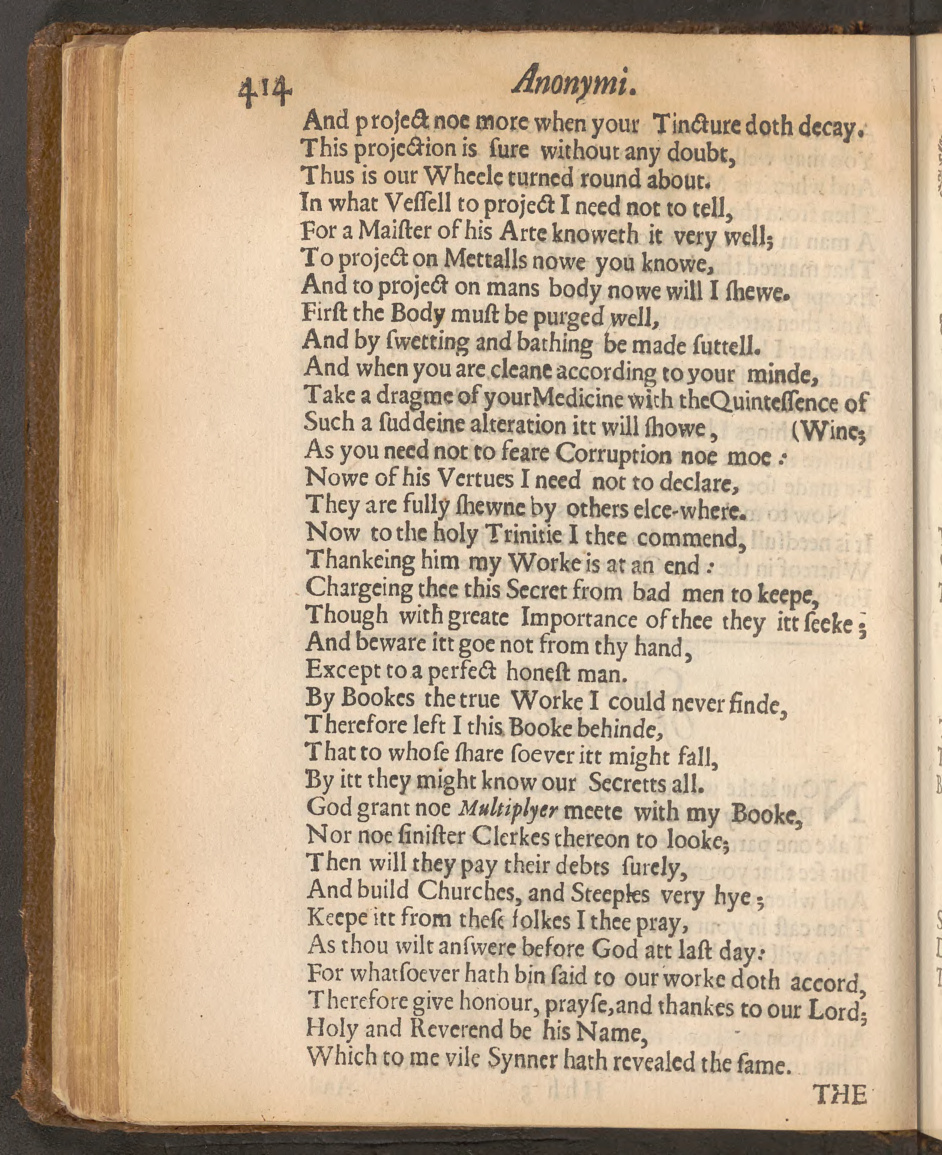 414 Anonymi.
And project noe more when your Tincture doth decay.
This projection is ſure without any doubt,
Thus is our Wheele turned round about.
In what Veſſell to project I need not to tell,
For a Maiſter of his Arte knoweth it very well;
To project on Mettalls nowe you knowe,
And to project on mans body nowe will I ſhewe.
Firſt the Body muſt be purged well,
And by ſwetting and bathing be made ſuttell.
And when you are cleane according to your minde,
Take a dragme of yourMedicine with theQuinteſſence of
Such a ſuddeine alteration itt will ſhowe, (Wine;
As you need not to feare Corruption noe moe :
Nowe of his Vertues I need not to declare,
They are fully ſhewne by others elce-where.
Now to the holy Trinitie I thee commend,
Thankeing him my Worke is at an end :
Chargeing thee this Secret from bad men to keepe,
Though with greate Importance of thee they itt ſeeke ;
And beware itt goe not from thy hand,
Except to a perfect honeſt man.
By Bookes the true Worke I could never finde,
Therefore left I this Booke behinde,
That to whoſe ſhare ſoever itt might fall,
By itt they might know our Secretts all.
God grant noe Multiplyer meete with my Booke,
Nor noe ſiniſter Clerkes thereon to looke;
Then will they pay their debts ſurely,
And build Churches, and Steeples very hye ;
Keepe itt from theſe folkes I thee pray,
As thou wilt anſwere before God att laſt day:
For whatſoever hath bin ſaid to our worke doth accord,
Therefore give honour, prayſe,and thankes to our Lord;
Holy and Reverend be his Name,
Which to me vile Synner hath revealed the ſame.
THE